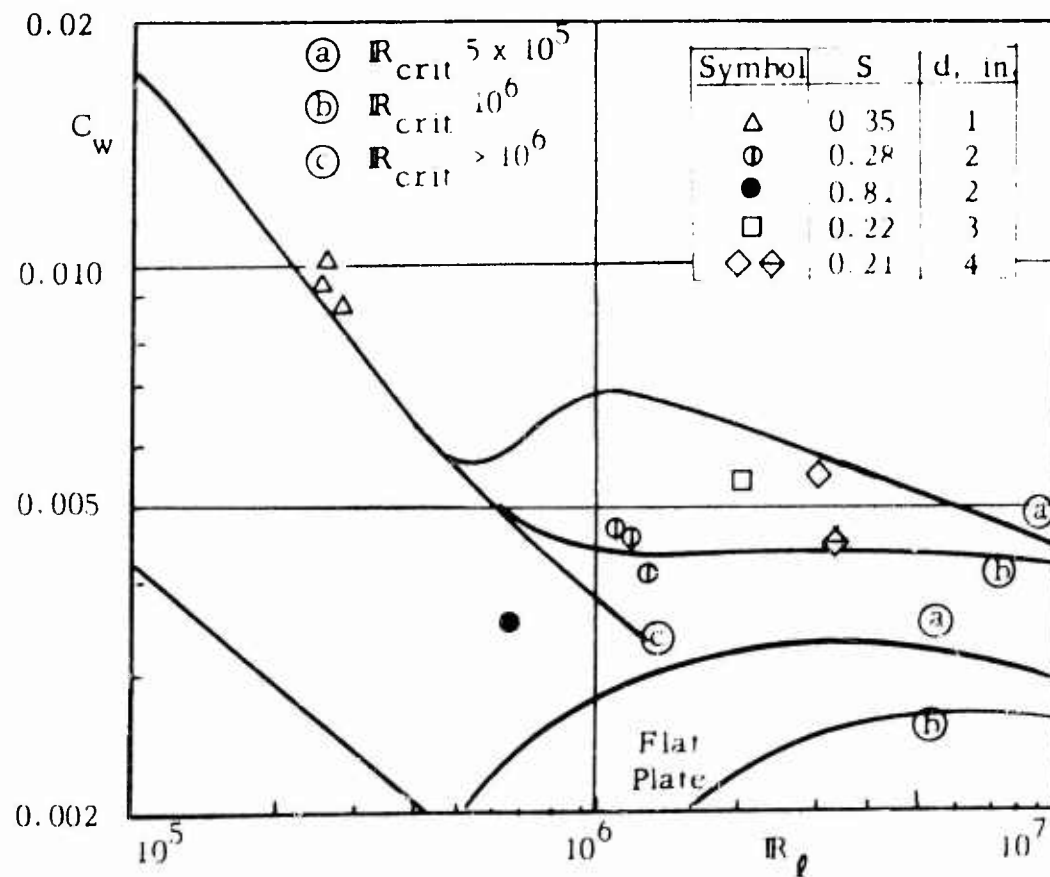 0.02
C_w
0.010
0.005
0.002
ⓐ ℝ_crit 5 x 10^5
ⓑ ℝ_crit 10^6
ⓒ ℝ_crit > 10^6
Symbol S d, in.
△ 0.35 1
⦶ 0.28 2
● 2
□ 0.22 3
◇ 0.21 4
ⓐ
ⓑ
ⓒ
ⓐ
ⓑ
Flat
Plate
10^5 10^6 ℝ_ℓ 10^7